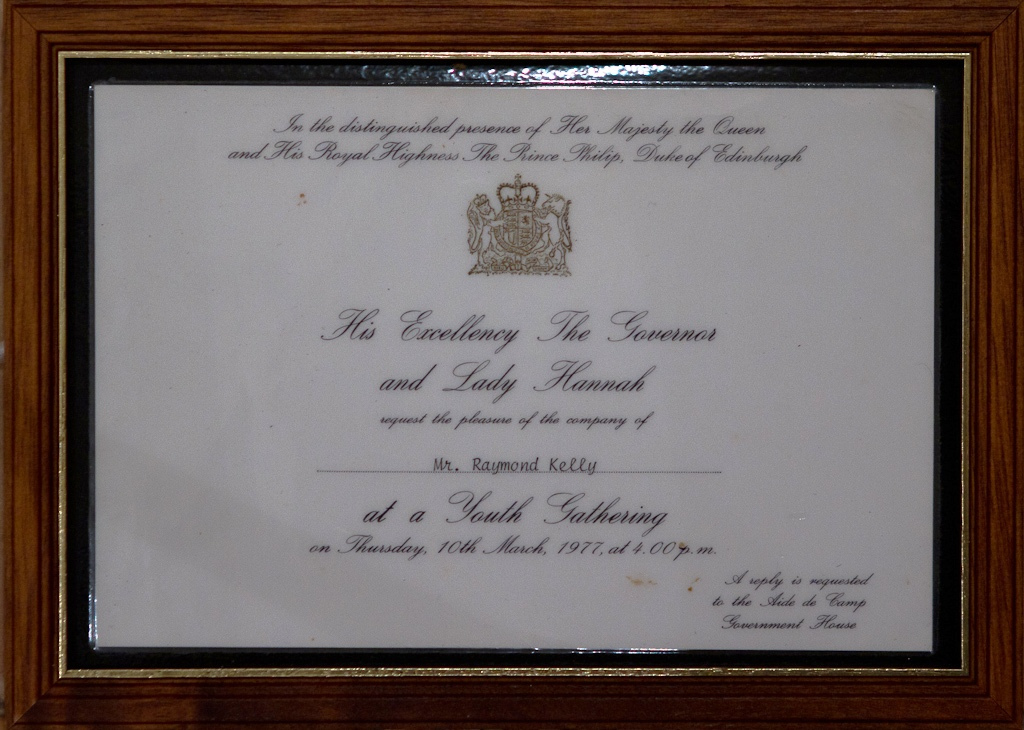 In the distinguished presence of Her Majesty the Queen
and His Royal Highness The Prince Philip, Duke of Edinburgh
His Excellency The Governor
and Lady Hannah
request the pleasure of the company of
Mr. Raymond Kelly
at a Youth Gathering
on Thursday, 10th March, 1977, at 4.00 p.m.
A reply is requested
to the Aide de Camp
Government House